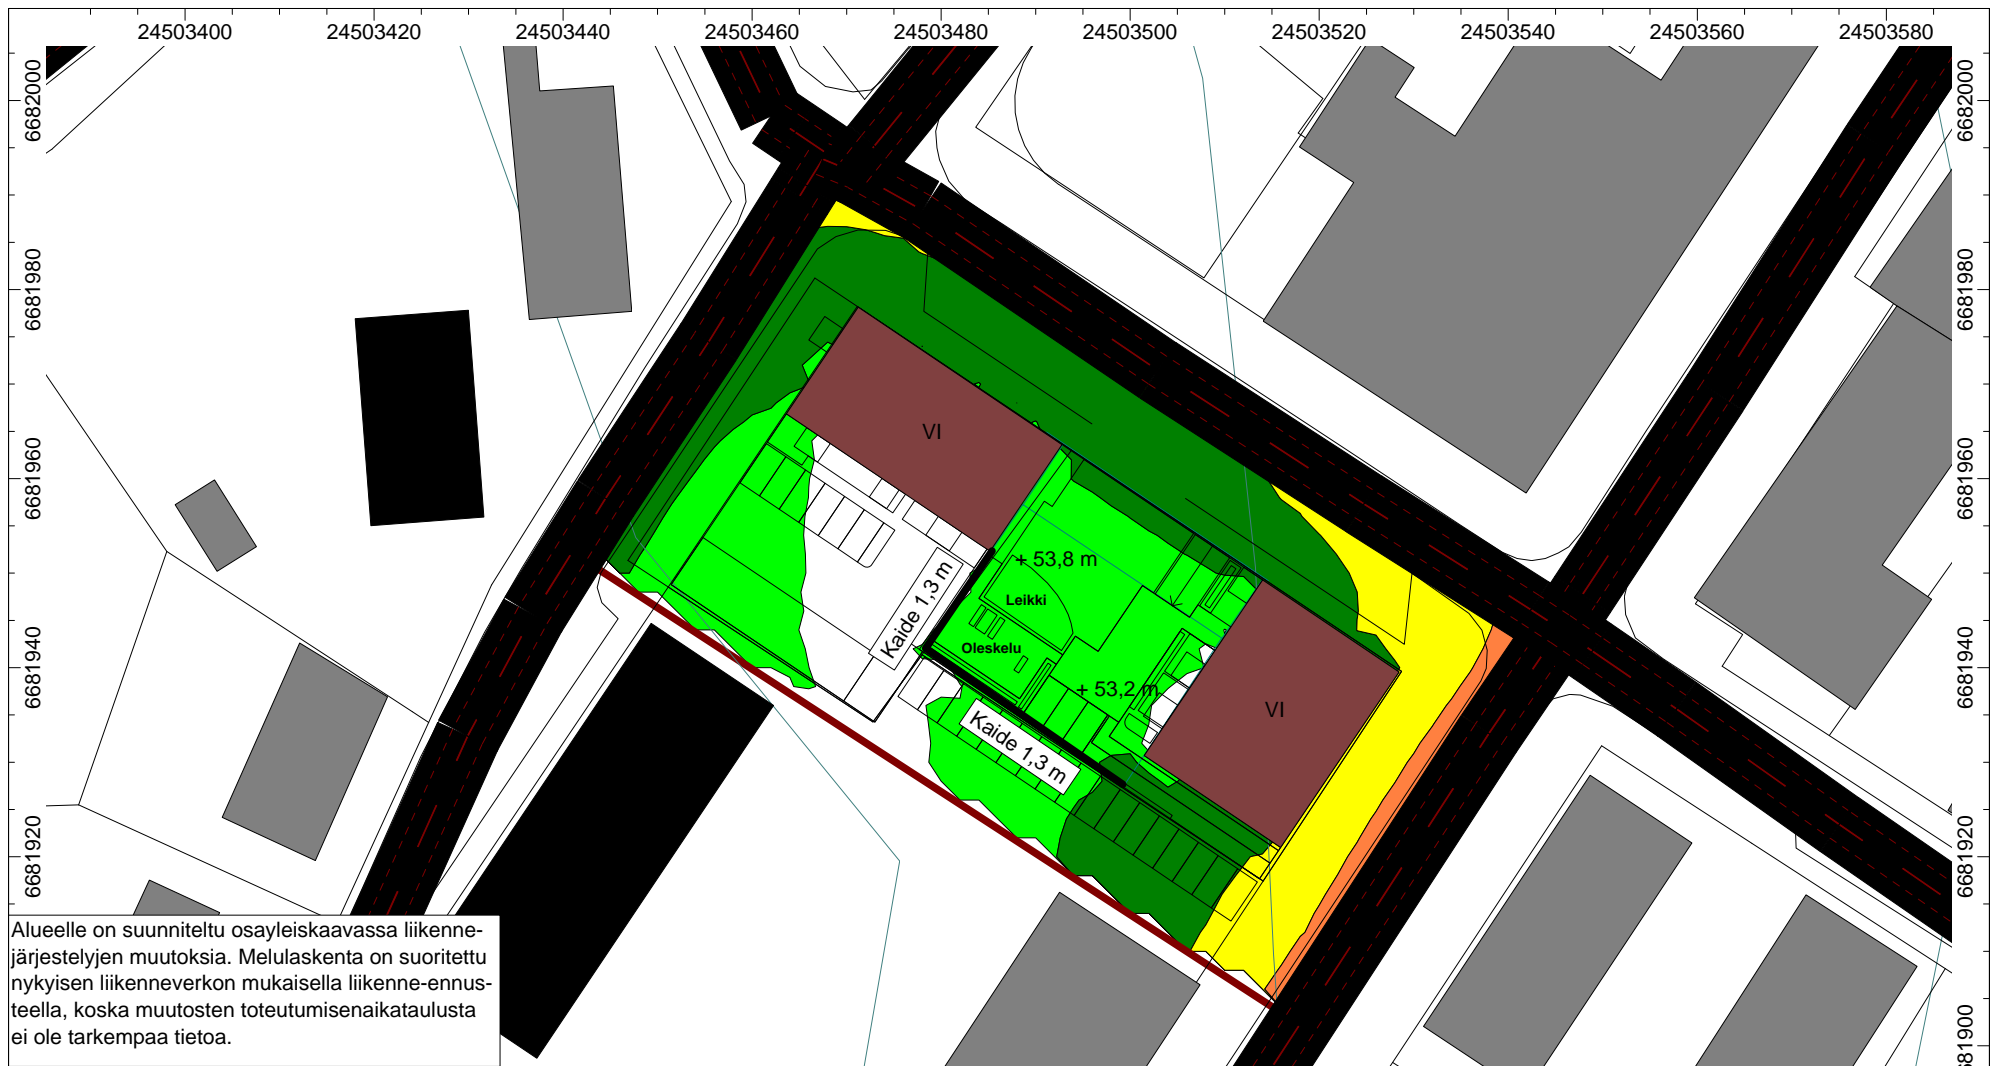 24503400 24503420 24503440 24503460 24503480 24503500 24503520 24503540 24503560 24503580
6682000
6682000
6681980
6681980
6681960
6681960
6681940
6681940
6681920
6681920
6681900
VI
+ 53,8 m
Kaide 1,3 m
Leikki
Oleskelu
+ 53,2 m
VI
Kaide 1,3 m
Alueelle on suunniteltu osayleiskaavassa liikenne-
järjestelyjen muutoksia. Melulaskenta on suoritettu
nykyisen liikenneverkon mukaisella liikenne-ennus-
teella, koska muutosten toteutumisenaikataulusta
ei ole tarkempaa tietoa.